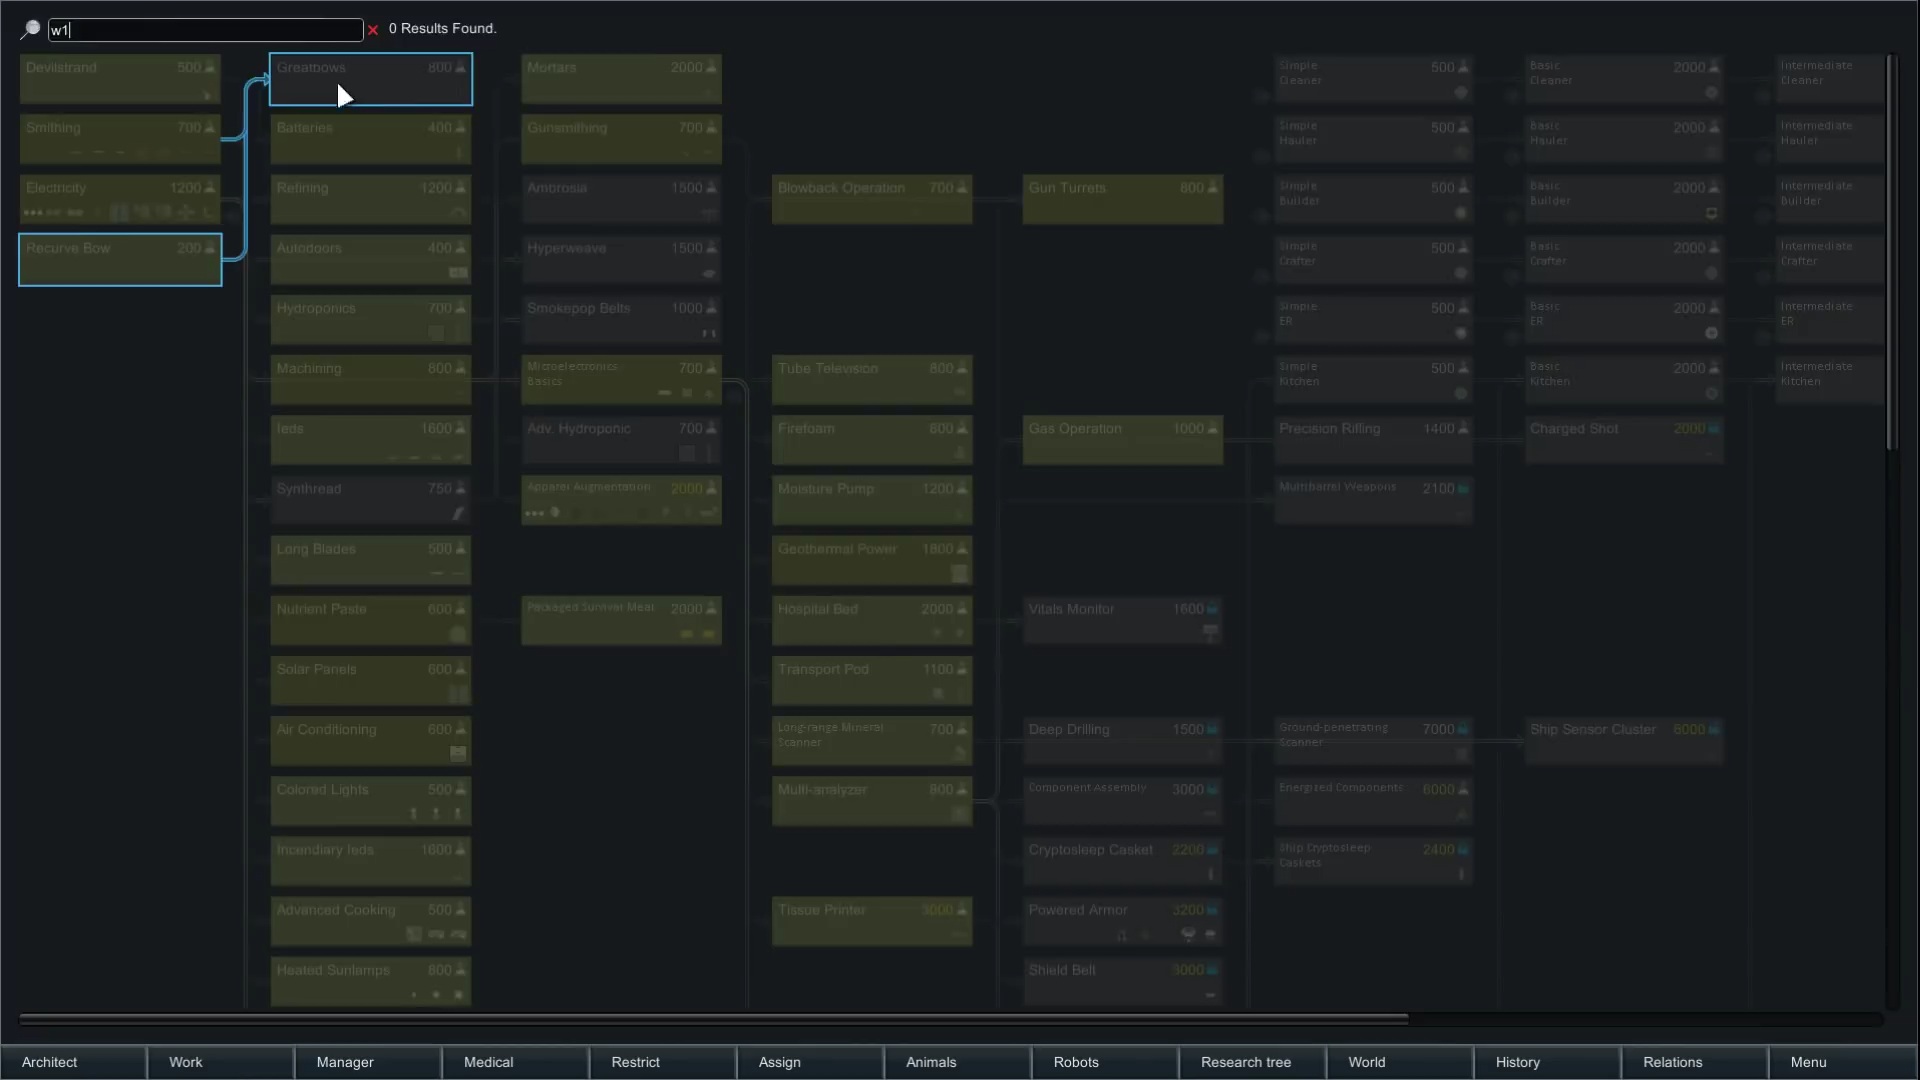 w1
0 Results Found.
Devilstrand 500
Greatbows 800
Mortars 2000
Simple Cleaner 500
Basic Cleaner 2000
Intermediate Cleaner
Smithing 700
Batteries 400
Gunsmithing 700
Simple Hauler 500
Basic Hauler 2000
Intermediate Hauler
Electricity 1200
Refining 1200
Ambrosia 1500
Blowback Operation 700
Gun Turrets 800
Simple Builder 500
Basic Builder 2000
Intermediate Builder
Recurve Bow 200
Autodoors 400
Hyperweave 1500
Simple Crafter 500
Basic Crafter 2000
Intermediate Crafter
Hydroponics 700
Smokepop Belts 1000
Simple ER 500
Basic ER 2000
Intermediate ER
Machining 800
Microelectronics Basics 700
Tube Television 800
Simple Kitchen 500
Basic Kitchen 2000
Intermediate Kitchen
Ieds 1600
Adv. Hydroponic 700
Firefoam 800
Gas Operation 1000
Precision Rifling 1400
Charged Shot 2000
Synthread 750
Apparel Augmentation 2000
Moisture Pump 1200
Multibarrel Weapons 2100
Long Blades 500
Geothermal Power 1800
Nutrient Paste 600
Packaged Survival Meal 2000
Hospital Bed 2000
Vitals Monitor 1600
Solar Panels 600
Transport Pod 1100
Air Conditioning 600
Long-range Mineral Scanner 700
Deep Drilling 1500
Ground-penetrating Scanner 7000
Ship Sensor Cluster 6000
Colored Lights 500
Multi-analyzer 800
Component Assembly 3000
Energized Components 6000
Incendiary Ieds 1600
Cryptosleep Casket 2200
Ship Cryptosleep Caskets 2400
Advanced Cooking 500
Tissue Printer 3000
Powered Armor 3200
Heated Sunlamps 800
Shield Belt 3000
Architect
Work
Manager
Medical
Restrict
Assign
Animals
Robots
Research tree
World
History
Relations
Menu